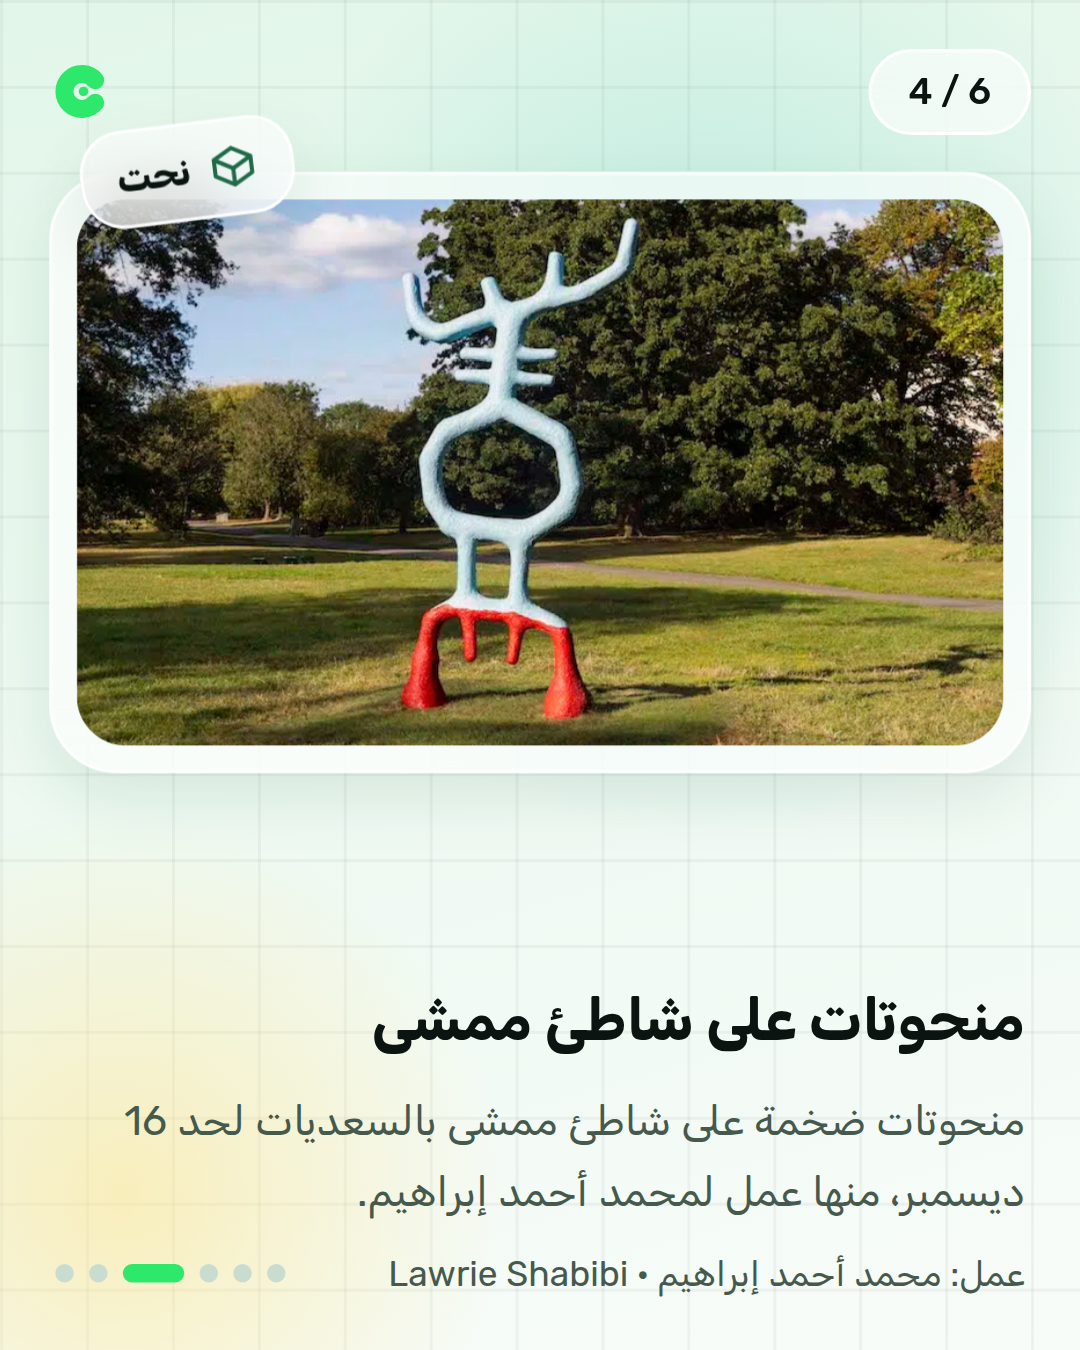 4 / 6
نحت
منحوتات على شاطئ ممشى
منحوتات ضخمة على شاطئ ممشى بالسعديات لحد 16
ديسمبر، منها عمل لمحمد أحمد إبراهيم.
عمل: محمد أحمد إبراهيم • Lawrie Shabibi